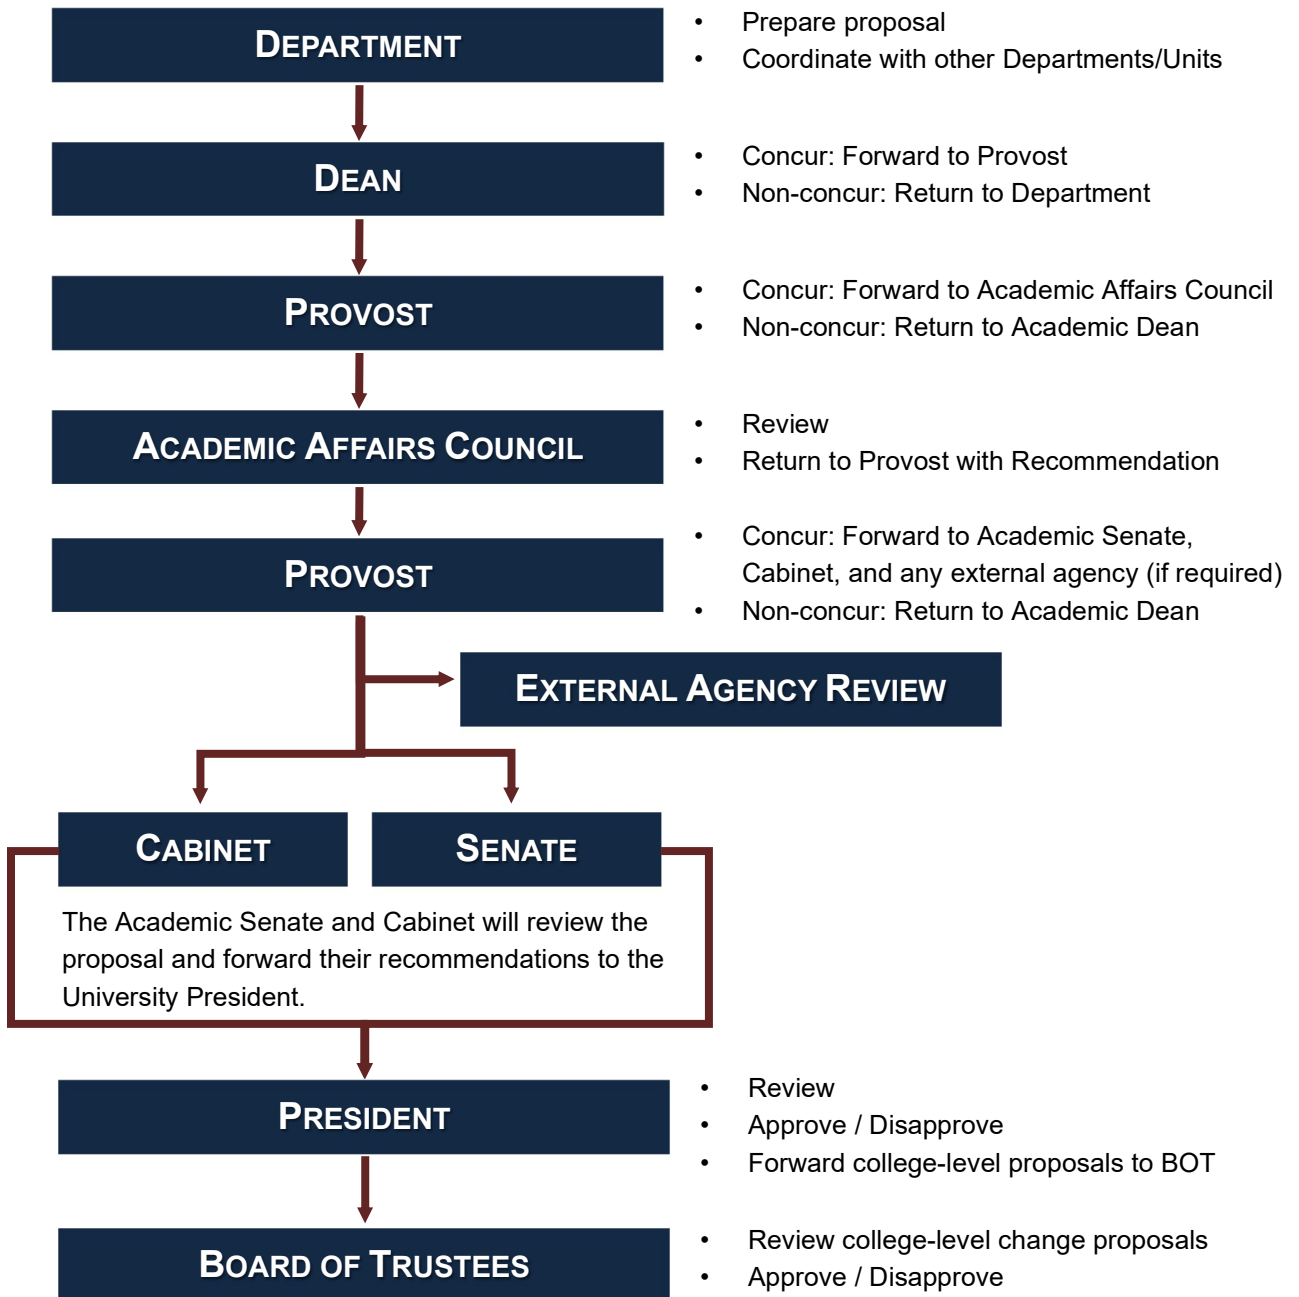 DEPARTMENT
• Prepare proposal
• Coordinate with other Departments/Units
DEAN
• Concur: Forward to Provost
• Non-concur: Return to Department
PROVOST
• Concur: Forward to Academic Affairs Council
• Non-concur: Return to Academic Dean
ACADEMIC AFFAIRS COUNCIL
• Review
• Return to Provost with Recommendation
PROVOST
• Concur: Forward to Academic Senate,
Cabinet, and any external agency (if required)
• Non-concur: Return to Academic Dean
EXTERNAL AGENCY REVIEW
CABINET
SENATE
The Academic Senate and Cabinet will review the
proposal and forward their recommendations to the
University President.
PRESIDENT
• Review
• Approve / Disapprove
• Forward college-level proposals to BOT
BOARD OF TRUSTEES
• Review college-level change proposals
• Approve / Disapprove